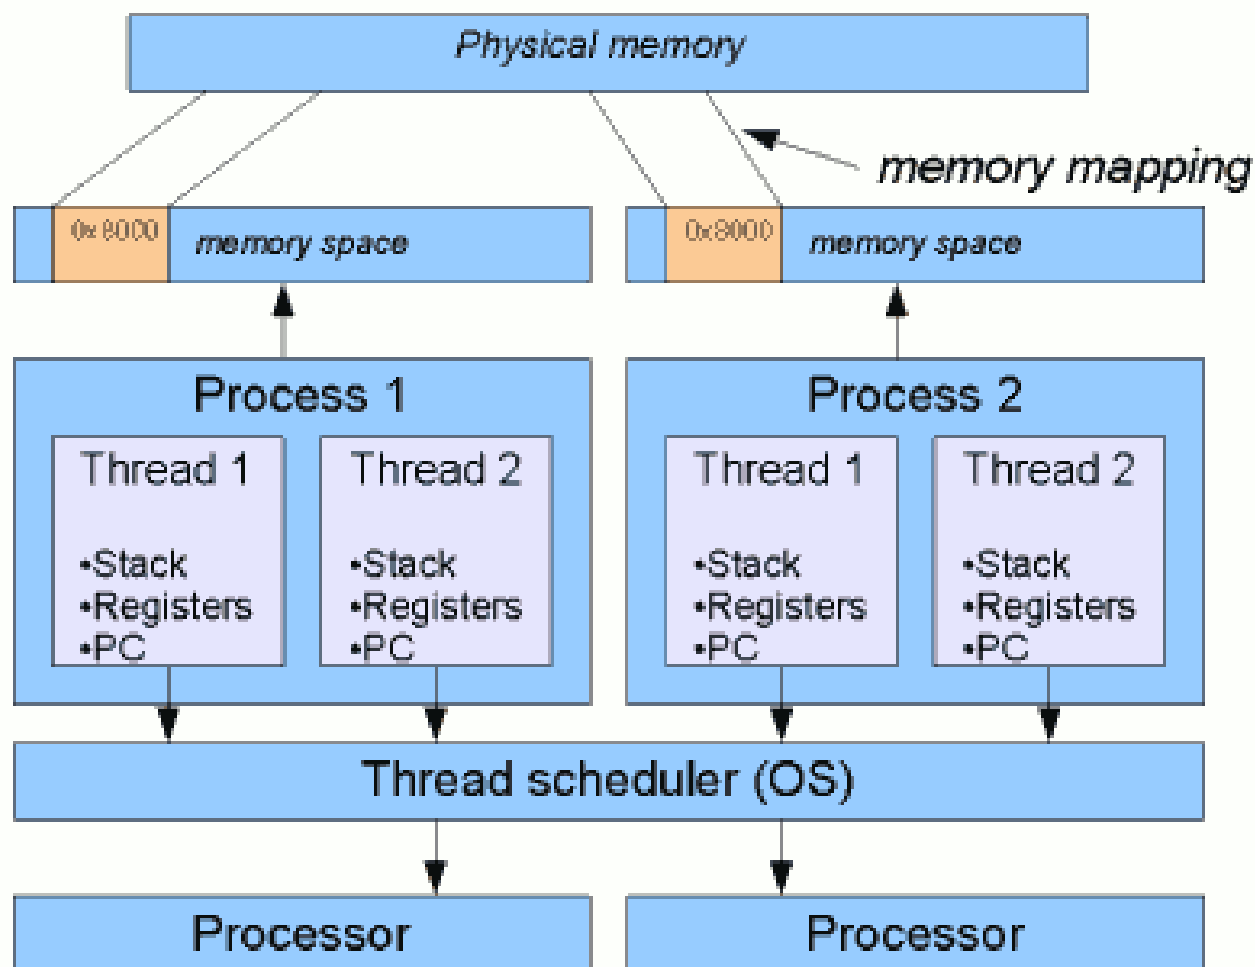 Physical memory
memory mapping
0x8000 memory space
0x8000 memory space
Process 1
Process 2
Thread 1
Thread 2
Thread 1
Thread 2
•Stack
•Registers
•PC
•Stack
•Registers
•PC
•Stack
•Registers
•PC
•Stack
•Registers
•PC
Thread scheduler (OS)
Processor
Processor